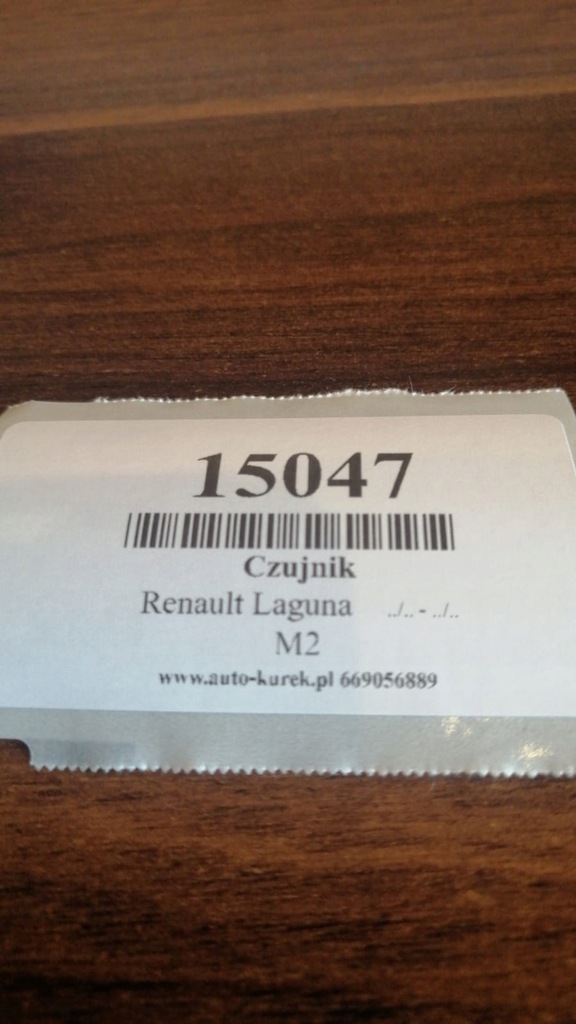 15047
Czujnik
Renault Laguna ../.. - ../..
M2
www.auto-kurek.pl 669056889